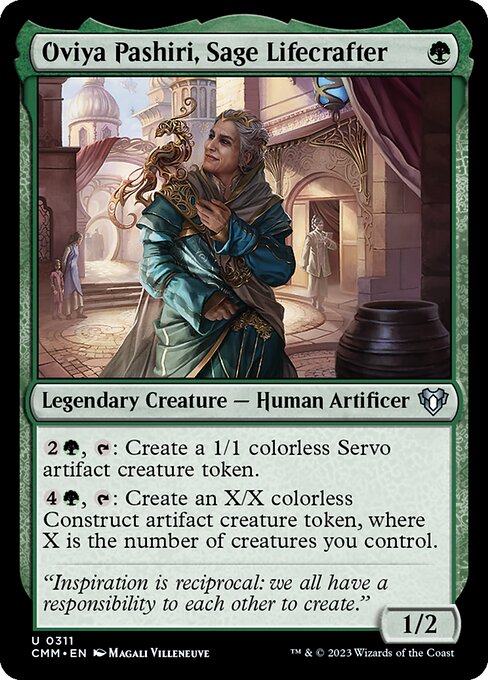 Oviya Pashiri, Sage Lifecrafter
Legendary Creature — Human Artificer
2, : Create a 1/1 colorless Servo
artifact creature token.
4, : Create an X/X colorless
Construct artifact creature token, where
X is the number of creatures you control.
“Inspiration is reciprocal: we all have a
responsibility to each other to create.”
1/2
U 0311
CMM • EN Magali Villeneuve
™ & © 2023 Wizards of the Coast